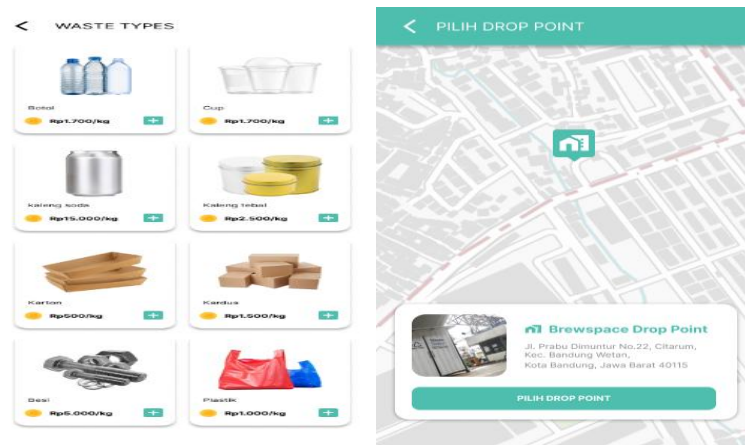 WASTE TYPES
Botol
Rp1.700/kg
Cup
Rp1.700/kg
kaleng soda
Rp15.000/kg
Kaleng tebal
Rp2.500/kg
Karton
Rp500/kg
Kardua
Rp1.500/kg
Besi
Rp5.000/kg
Plastik
Rp1.000/kg
PILIH DROP POINT
Brewspace Drop Point
Jl. Prabu Dimuntur No.22, Citarum,
Kec. Bandung Wetan,
Kota Bandung, Jawa Barat 40115
PILIH DROP POINT